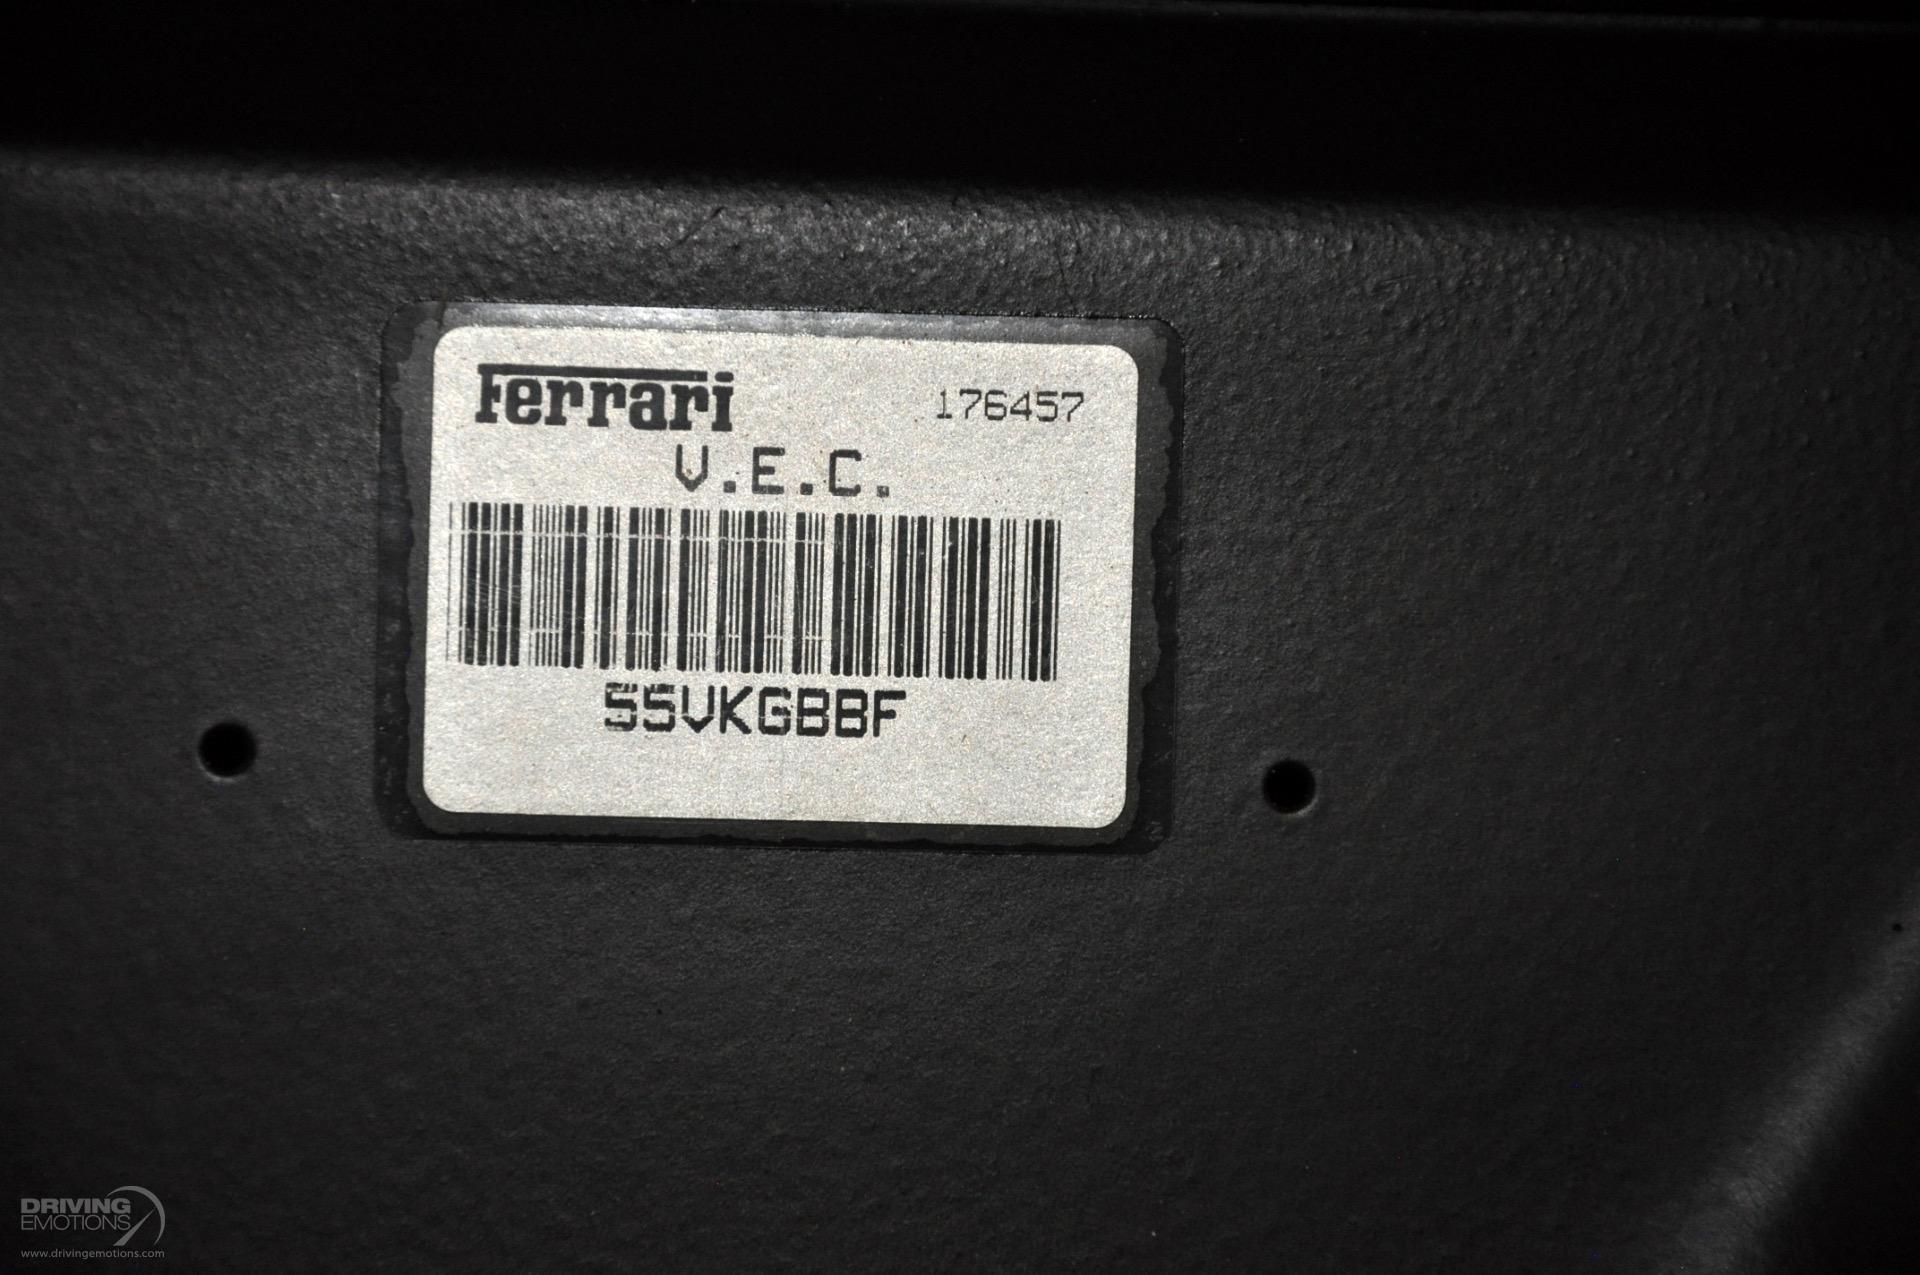 Ferrari 176457
V.E.C.
55VKGBBF
DRIVING
EMOTIONS
www.drivingemotions.com